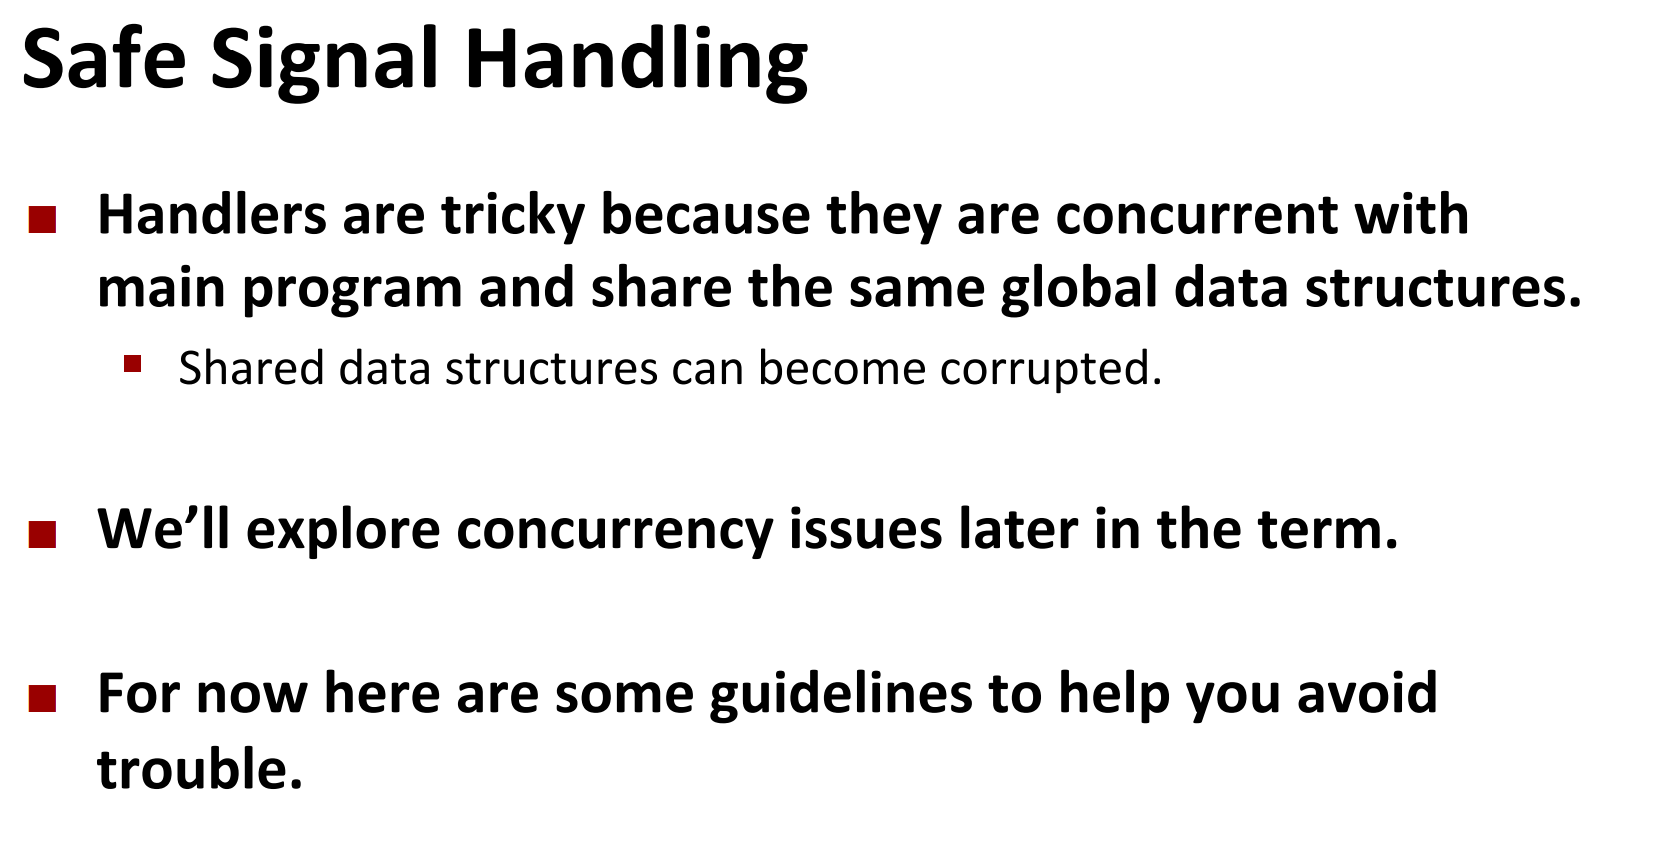 Safe Signal Handling
Handlers are tricky because they are concurrent with
main program and share the same global data structures.
Shared data structures can become corrupted.
We’ll explore concurrency issues later in the term.
For now here are some guidelines to help you avoid
trouble.